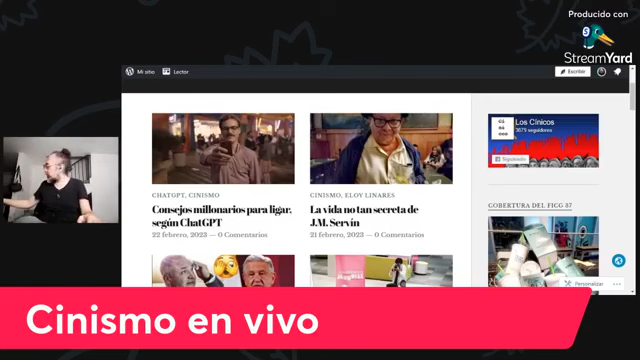 Producido con
StreamYard
Mi sitio
Lector
Escribir
Los Cínicos
3875 seguidores
Siguiendo
CHATGPT, CINISMO
Consejos millonarios para ligar,
según ChatGPT
22 febrero, 2023 — 0 Comentarios
CINISMO, ELOY LINARES
La vida no tan secreta de
J.M. Servín
21 febrero, 2023 — 0 Comentarios
COBERTURA DEL FICG 37
Personalizar
Cinismo en vivo